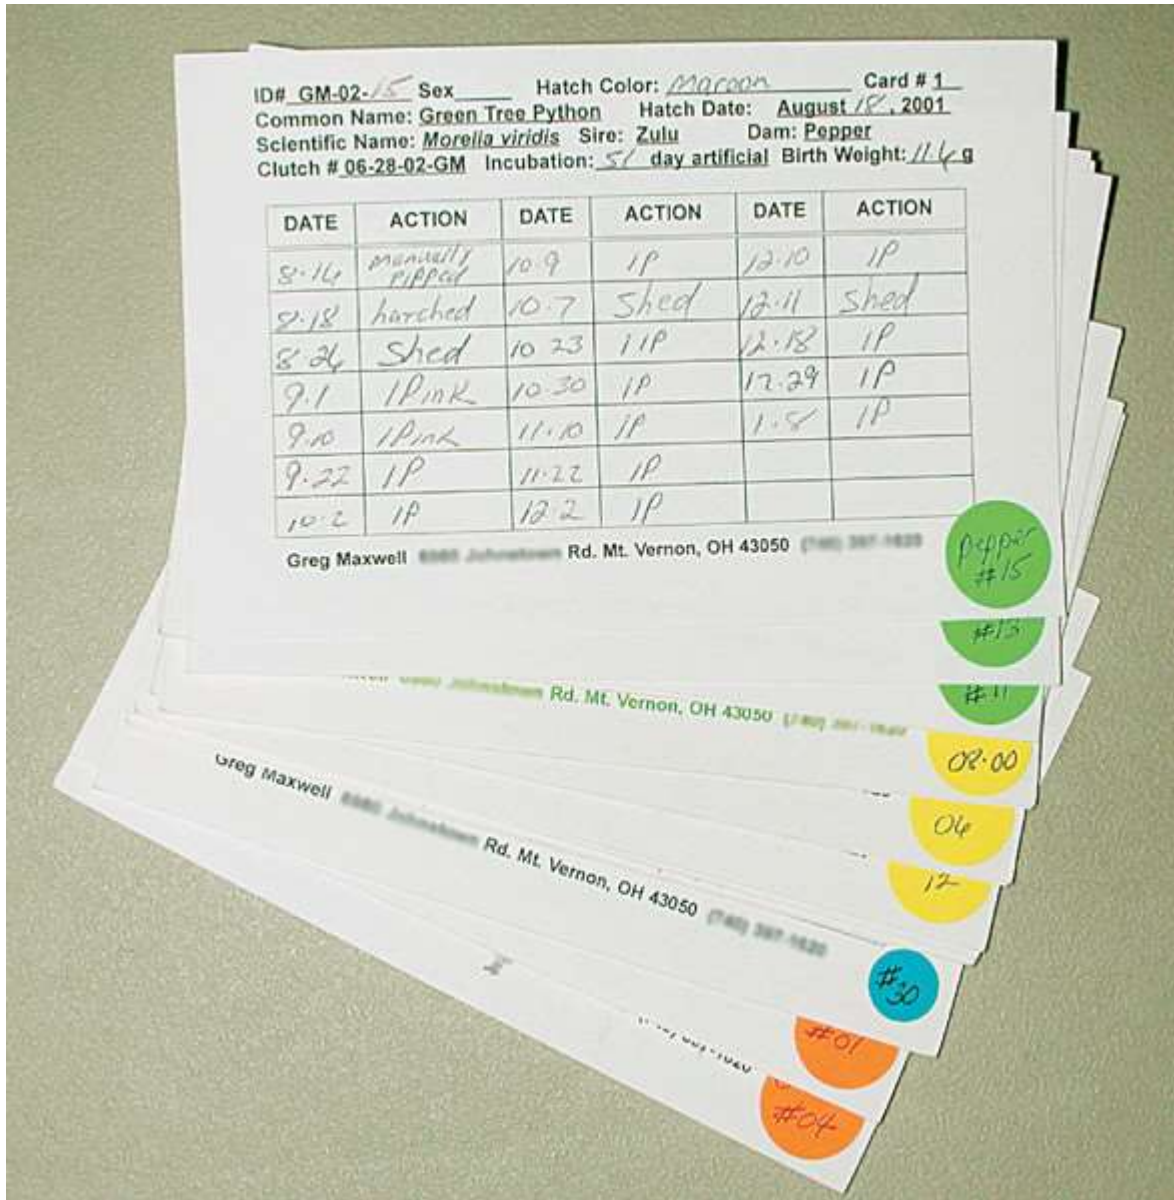 ID# GM-02-15 Sex____ Hatch Color: Maroon Card # 1
Common Name: Green Tree Python Hatch Date: August 18, 2001
Scientific Name: Morelia viridis Sire: Zulu Dam: Pepper
Clutch # 06-28-02-GM Incubation: 51 day artificial Birth Weight: 11.4 g
DATE ACTION DATE ACTION DATE ACTION
8-14 manually pipped 10-9 1P 12-10 1P
8-18 hatched 10-7 Shed 12-11 Shed
8 24 Shed 10 23 1 1P 12-18 1P
9.1 1Pink 10-30 1P 12-29 1P
9.10 1Pink 11-10 1P 1-8 1P
9.22 1P 11-22 1P
10-2 1P 12 2 1P
Greg Maxwell Rd. Mt. Vernon, OH 43050
Pepper
#15
#13
#11
Rd. Mt. Vernon, OH 43050
08-00
04
12
Greg Maxwell Rd. Mt. Vernon, OH 43050
#30
#01
#04